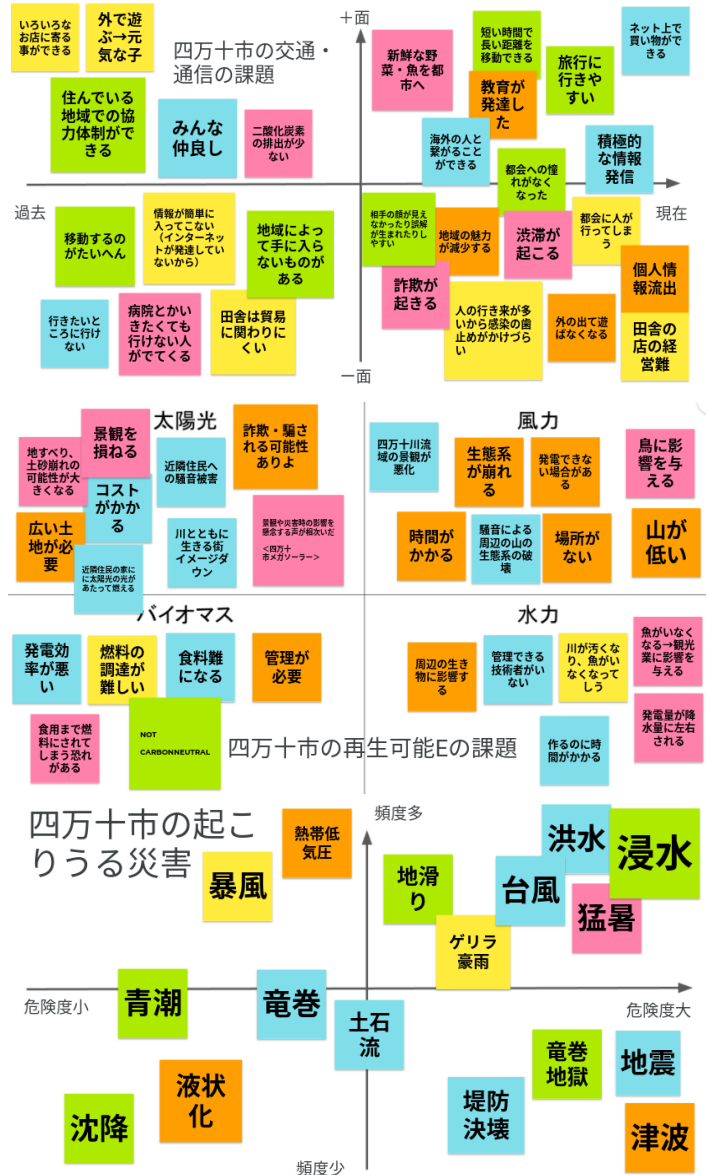 いろいろな
お店に寄る
事ができる
外で遊
ぶ→元
気な子
四万十市の交通・
通信の課題
＋面
新鮮な野
菜・魚を都
市へ
短い時間で
長い距離を
移動できる
旅行に
行きや
すい
ネット上で
買い物がで
きる
住んでいる
地域での協
力体制がで
きる
みんな
仲良し
二酸化炭素
の排出が少
ない
教育が
発達し
た
海外の人と
繋がること
ができる
積極的
な情報
発信
都会への憧
れがなく
なった
過去
現在
移動するの
がたいへん
情報が簡単に
入ってこない
（インターネッ
トが発達してい
ないから）
地域によっ
て手に入ら
ないものが
ある
相手の顔が見え
なかったり誤解
が生まれたりし
やすい
地域の魅力
が減少する
渋滞が
起こる
都会に人が
行ってしま
う
個人情
報流出
詐欺が
起きる
行きたいと
ころに行け
ない
病院とかい
きたくても
行けない人
がでてくる
田舎は貿易
に関わりに
くい
人の行き来が多
いから感染の歯
止めがかけづら
い
外の出て遊
ばなくなる
田舎の
店の経
営難
一面
太陽光
地すべり、
土砂崩れの
可能性が大
きくなる
景観を
損ねる
近隣住民へ
の騒音被害
詐欺・騙さ
れる可能性
ありよ
コスト
がかか
る
広い土
地が必
要
近隣住民の家に
に太陽光の光が
あたって燃える
川とともに
生きる街
イメージダ
ウン
景観や災害時の影響を
懸念する声が相次いだ
＜四万十
市メガソーラー＞
風力
四万十川流
域の景観が
悪化
生態系
が崩れ
る
発電できな
い場合があ
る
鳥に影
響を与
える
時間が
かかる
騒音による
周辺の山の
生態系の破
壊
場所が
ない
山が
低い
バイオマス
発電効
率が悪
い
燃料の
調達が
難しい
食料難
になる
管理が
必要
食用まで燃
料にされて
しまう恐れ
がある
NOT
CARBONNEUTRAL
水力
周辺の生き
物に影響す
る
管理できる
技術者がい
ない
川が汚くな
り、魚がい
なくなって
しう
魚がいなく
なる→観光
業に影響を
与える
作るのに時
間がかかる
発電量が降
水量に左右
される
四万十市の再生可能Eの課題
四万十市の起こ
りうる災害
頻度多
熱帯低
気圧
暴風
地滑
り
洪水
浸水
台風
猛暑
ゲリラ
豪雨
危険度小
危険度大
青潮
竜巻
土石
流
竜巻
地獄
地震
液状
化
沈降
堤防
決壊
津波
頻度少